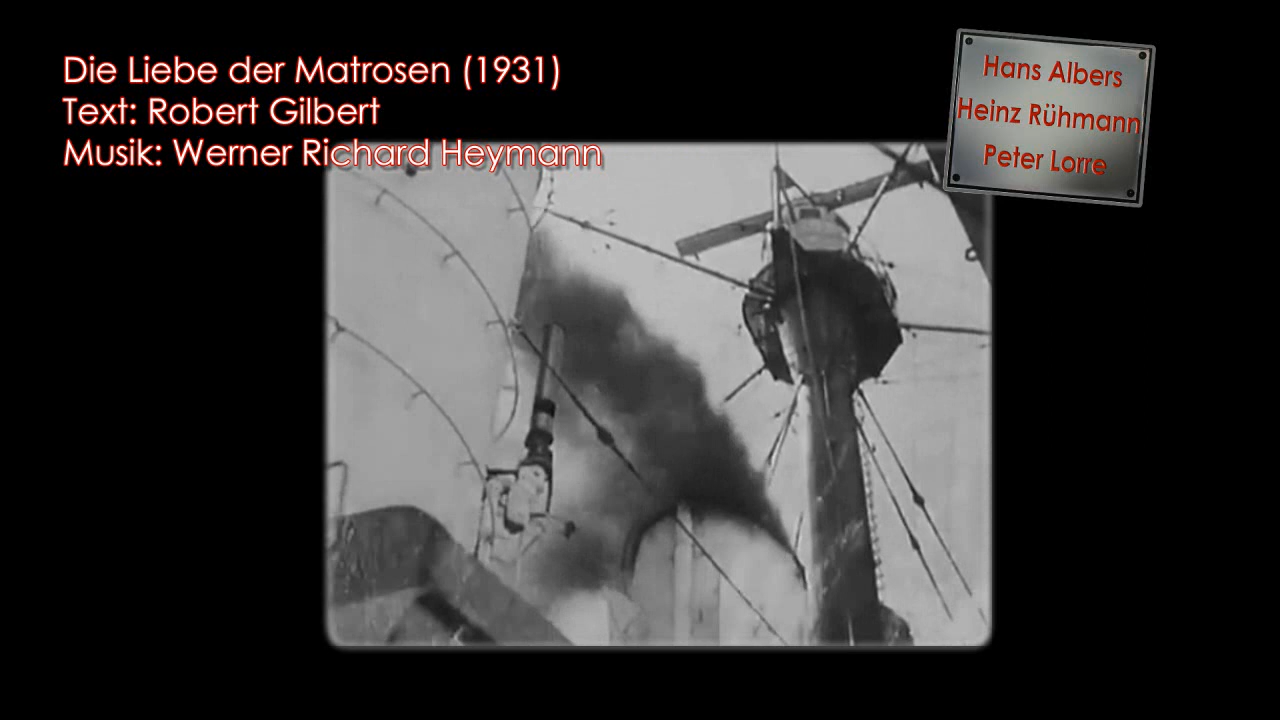 Die Liebe der Matrosen (1931)
Text: Robert Gilbert
Musik: Werner Richard Heymann
Hans Albers
Heinz Rühmann
Peter Lorre